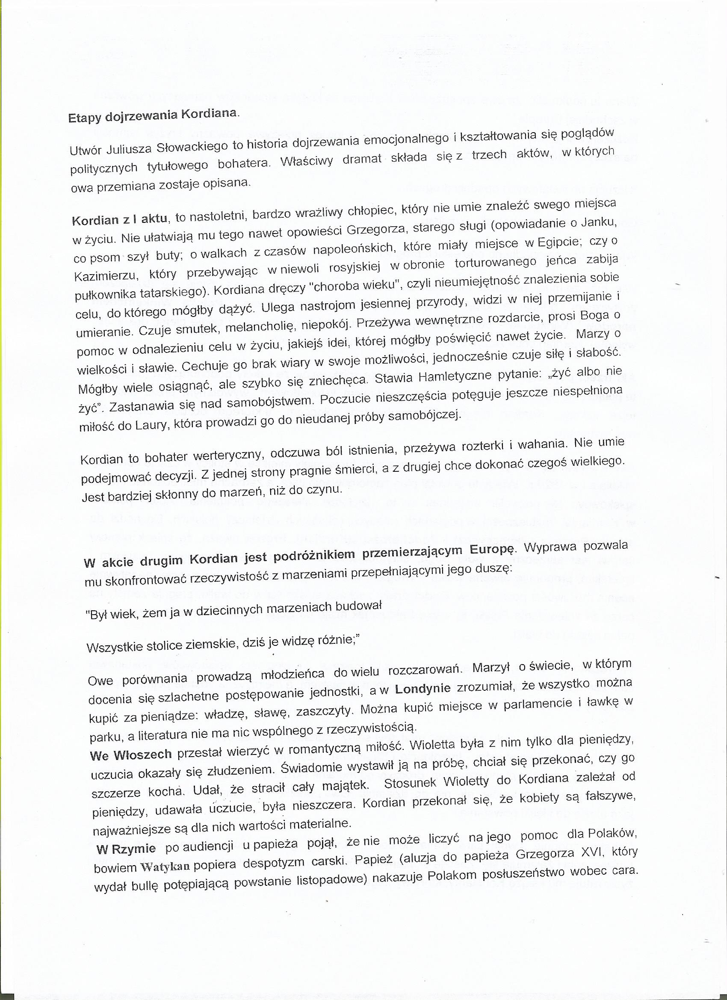 Etapy dojrzewania Kordiana.
Utwór Juliusza Słowackiego to historia dojrzewania emocjonalnego i kształtowania się poglądów
politycznych tytułowego bohatera. Właściwy dramat składa się z trzech aktów, w których
owa przemiana zostaje opisana.
Kordian z I aktu, to nastoletni, bardzo wrażliwy chłopiec, który nie umie znaleźć swego miejsca
w życiu. Nie ułatwiają mu tego nawet opowieści Grzegorza, starego sługi (opowiadanie o Janku,
co psom szył buty; o walkach z czasów napoleońskich, które miały miejsce w Egipcie; czy o
Kazimierzu, który przebywając w niewoli rosyjskiej w obronie torturowanego jeńca zabija
pułkownika tatarskiego). Kordiana dręczy "choroba wieku", czyli nieumiejętność znalezienia sobie
celu, do którego mógłby dążyć. Ulega nastrojom jesiennej przyrody, widzi w niej przemijanie i
umieranie. Czuje smutek, melancholię, niepokój. Przeżywa wewnętrzne rozdarcie, prosi Boga o
pomoc w odnalezieniu celu w życiu, jakiejś idei, której mógłby poświęcić nawet życie. Marzy o
wielkości i sławie. Cechuje go brak wiary w swoje możliwości, jednocześnie czuje siłę i słabość.
Mógłby wiele osiągnąć, ale szybko się zniechęca. Stawia Hamletyczne pytanie: „żyć albo nie
żyć”. Zastanawia się nad samobójstwem. Poczucie nieszczęścia potęguje jeszcze niespełniona
miłość do Laury, która prowadzi go do nieudanej próby samobójczej.
Kordian to bohater werteryczny, odczuwa ból istnienia, przeżywa rozterki i wahania. Nie umie
podejmować decyzji. Z jednej strony pragnie śmierci, a z drugiej chce dokonać czegoś wielkiego.
Jest bardziej skłonny do marzeń, niż do czynu.
W akcie drugim Kordian jest podróżnikiem przemierzającym Europę. Wyprawa pozwala
mu skonfrontować rzeczywistość z marzeniami przepełniającymi jego duszę:
"Był wiek, żem ja w dziecinnych marzeniach budował
Wszystkie stolice ziemskie, dziś je widzę różnie;”
Owe porównania prowadzą młodzieńca do wielu rozczarowań. Marzył o świecie, w którym
docenia się szlachetne postępowanie jednostki, a w Londynie zrozumiał, że wszystko można
kupić za pieniądze: władzę, sławę, zaszczyty. Można kupić miejsce w parlamencie i ławkę w
parku, a literatura nie ma nic wspólnego z rzeczywistością.
We Włoszech przestał wierzyć w romantyczną miłość. Wioletta była z nim tylko dla pieniędzy,
uczucia okazały się złudzeniem. Świadomie wystawił ją na próbę, chciał się przekonać, czy go
szczerze kocha. Udał, że stracił cały majątek. Stosunek Wioletty do Kordiana zależał od
pieniędzy, udawała uczucie, była nieszczera. Kordian przekonał się, że kobiety są fałszywe,
najważniejsze są dla nich wartości materialne.
W Rzymie po audiencji u papieża pojął, że nie może liczyć na jego pomoc dla Polaków,
bowiem Watykan popiera despotyzm carski. Papież (aluzja do papieża Grzegorza XVI, który
wydał bullę potępiającą powstanie listopadowe) nakazuje Polakom posłuszeństwo wobec cara.